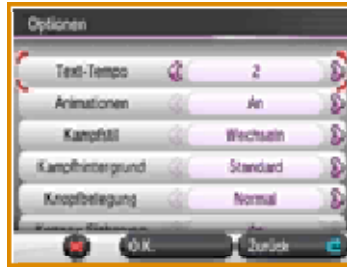 Optionen
Text-Tempo 2
Animationen An
Kampfstil Wechseln
Kampfhintergrund Standard
Knopfbelegung Normal
O.K. Zurück